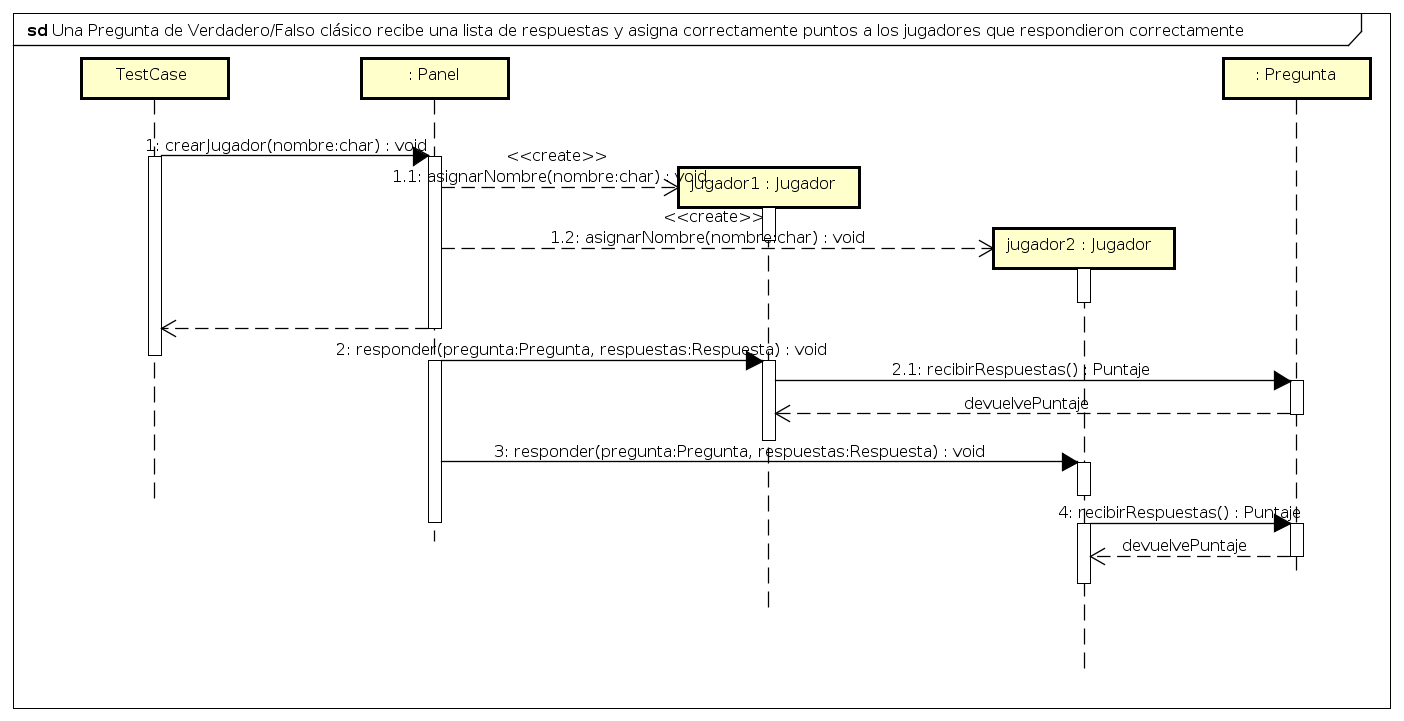 sd Una Pregunta de Verdadero/Falso clásico recibe una lista de respuestas y asigna correctamente puntos a los jugadores que respondieron correctamente
TestCase
: Panel
: Pregunta
1: crearJugador(nombre:char) : void
<<create>>
1.1: asignarNombre(nombre:char) : void
jugador1 : Jugador
<<create>>
1.2: asignarNombre(nombre:char) : void
jugador2 : Jugador
2: responder(pregunta:Pregunta, respuestas:Respuesta) : void
2.1: recibirRespuestas() : Puntaje
devuelvePuntaje
3: responder(pregunta:Pregunta, respuestas:Respuesta) : void
4: recibirRespuestas() : Puntaje
devuelvePuntaje